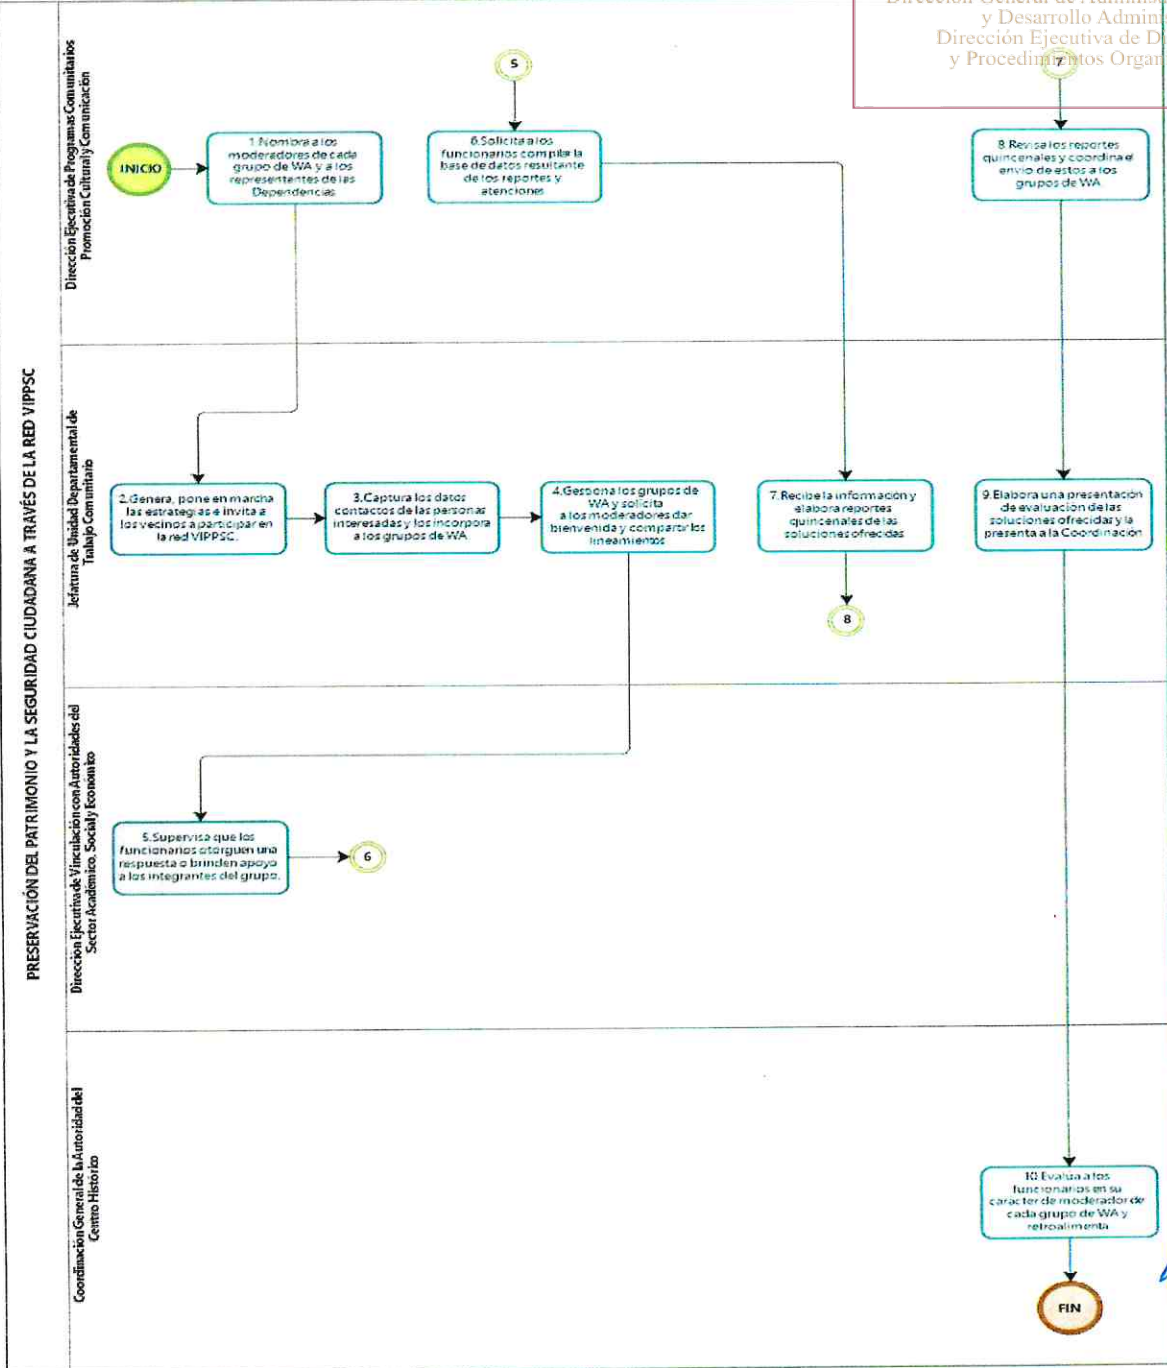 Dirección General de Administ
y Desarrollo Admini
Dirección Ejecutiva de D
y Procedimientos Organ
PRESERVACIÓN DEL PATRIMONIO Y LA SEGURIDAD CIUDADANA A TRAVÉS DE LA RED VIPPSC
Dirección Ejecutiva de Programas Comunitarios
Promoción Cultural y Comunicación
INICIO
1.Nombra a los
moderadores de cada
grupo de WA y a los
representantes de las
Dependencias
5
6.Solicita a los
funcionarios compilar la
base de datos resultante
de los reportes y
atenciones
7
8.Revisa los reportes
quincenales y coordina el
envío de estos a los
grupos de WA
Jefatura de Unidad Departamental de
Trabajo Comunitario
2.Genera, pone en marcha
las estrategias e invita a
los vecinos a participar en
la red VIPPSC.
3.Captura los datos
contactos de las personas
interesadas y los incorpora
a los grupos de WA
4.Gestiona los grupos de
WA y solicita
a los moderadores dar
bienvenida y compartir los
lineamientos
7.Recibe la información y
elabora reportes
quincenales de las
soluciones ofrecidas
8
9.Elabora una presentación
de evaluación de las
soluciones ofrecidas y la
presenta a la Coordinación
Dirección Ejecutiva de Vinculación con Autoridades del
Sector Académico, Social y Económico
5.Supervisa que los
funcionarios otorguen una
respuesta o brinden apoyo
a los integrantes del grupo.
6
Coordinación General de la Autoridad del
Centro Histórico
10.Evalúa a los
funcionarios en su
carácter de moderador de
cada grupo de WA y
retroalimenta
FIN